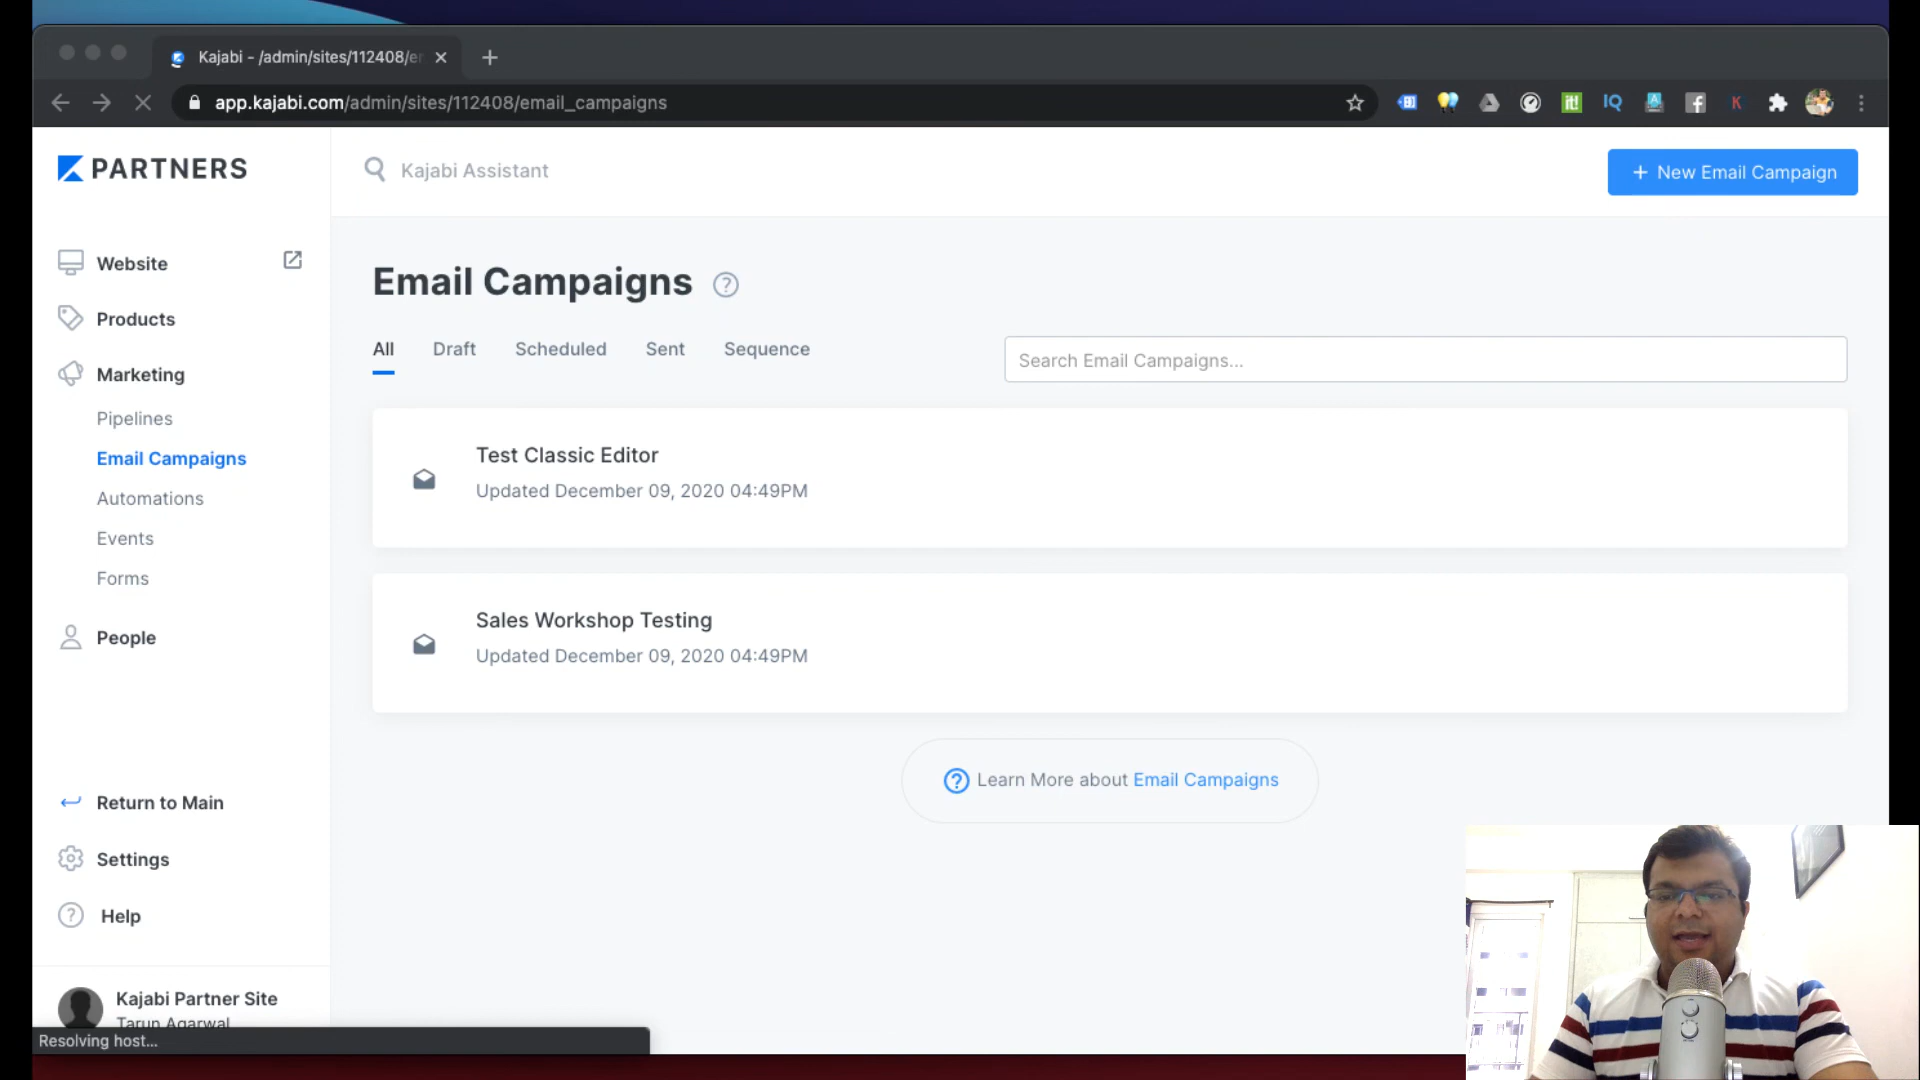 Kajabi - /admin/sites/112408/e
app.kajabi.com/admin/sites/112408/email_campaigns
it!
IQ
K
PARTNERS
Kajabi Assistant
+ New Email Campaign
Website
Products
Marketing
Pipelines
Email Campaigns
Automations
Events
Forms
People
Return to Main
Settings
? Help
Kajabi Partner Site
Tarun Agarwal
Resolving host...
Email Campaigns ?
All Draft Scheduled Sent Sequence
Search Email Campaigns...
Test Classic Editor
Updated December 09, 2020 04:49PM
Sales Workshop Testing
Updated December 09, 2020 04:49PM
? Learn More about Email Campaigns